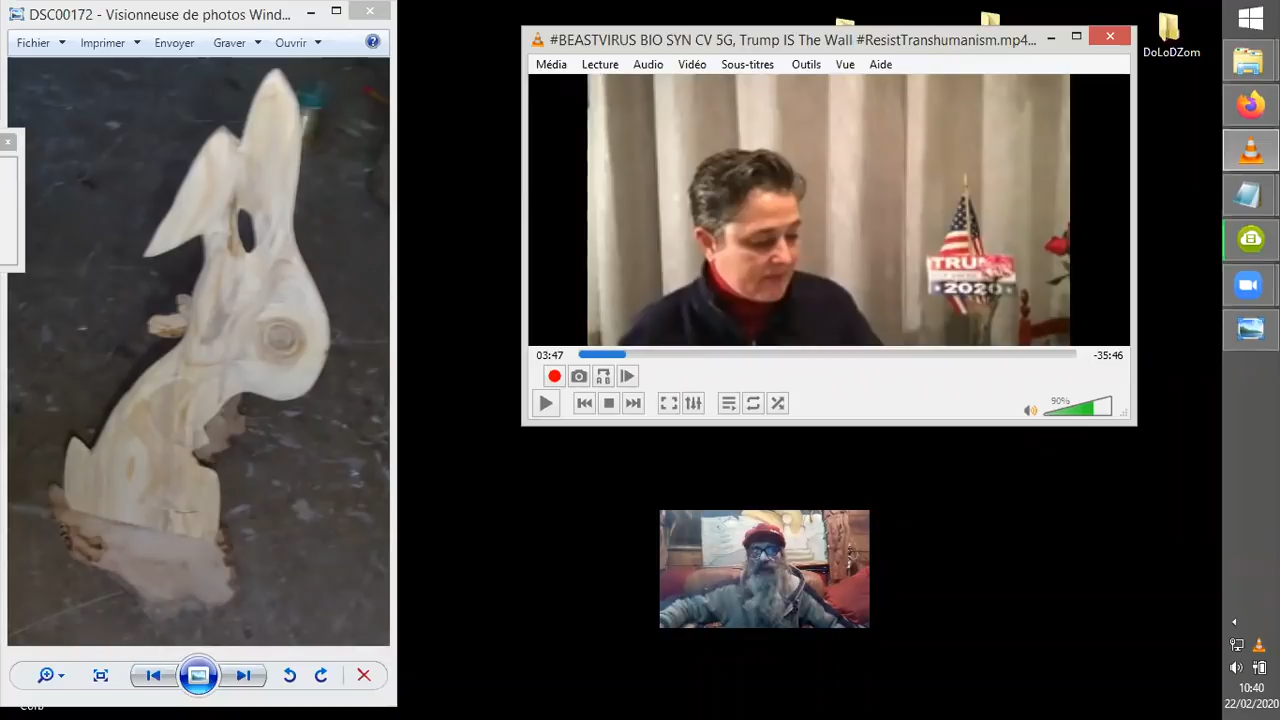 DSC00172 - Visionneuse de photos Wind...
Fichier Imprimer Envoyer Graver Ouvrir
#BEASTVIRUS BIO SYN CV 5G, Trump IS The Wall #ResistTranshumanism.mp4...
Média Lecture Audio Vidéo Sous-titres Outils Vue Aide
TRUM
2020
03:47
-35:46
90%
DoLoDZom
10:40
22/02/2020